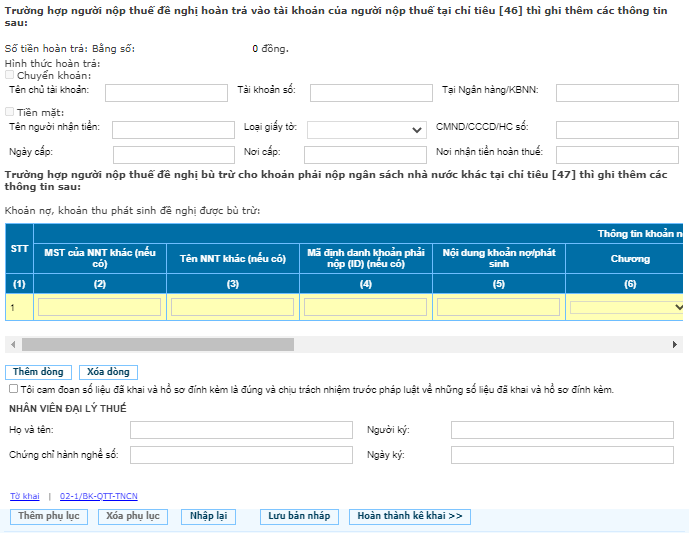 Trường hợp người nộp thuế đề nghị hoàn trả vào tài khoản của người nộp thuế tại chỉ tiêu [46] thì ghi thêm các thông tin
sau:
Số tiền hoàn trả: Bằng số: 0 đồng.
Hình thức hoàn trả:
Chuyển khoản:
Tên chủ tài khoản: Tài khoản số: Tại Ngân hàng/KBNN:
Tiền mặt:
Tên người nhận tiền: Loại giấy tờ: CMND/CCCD/HC số:
Ngày cấp: Nơi cấp: Nơi nhận tiền hoàn thuế:
Trường hợp người nộp thuế đề nghị bù trừ cho khoản phải nộp ngân sách nhà nước khác tại chỉ tiêu [47] thì ghi thêm các
thông tin sau:
Khoản nợ, khoản thu phát sinh đề nghị được bù trừ:
Thông tin khoản n
STT
MST của NNT khác (nếu
có)
Tên NNT khác (nếu có)
Mã định danh khoản phải
nộp (ID) (nếu có)
Nội dung khoản nợ/phát
sinh
Chương
(1) (2) (3) (4) (5) (6)
1
Thêm dòng Xóa dòng
Tôi cam đoan số liệu đã khai và hồ sơ đính kèm là đúng và chịu trách nhiệm trước pháp luật về những số liệu đã khai và hồ sơ đính kèm.
NHÂN VIÊN ĐẠI LÝ THUẾ
Họ và tên: Người ký:
Chứng chỉ hành nghề số: Ngày ký:
Tờ khai | 02-1/BK-QTT-TNCN
Thêm phụ lục Xóa phụ lục Nhập lại Lưu bản nháp Hoàn thành kê khai >>